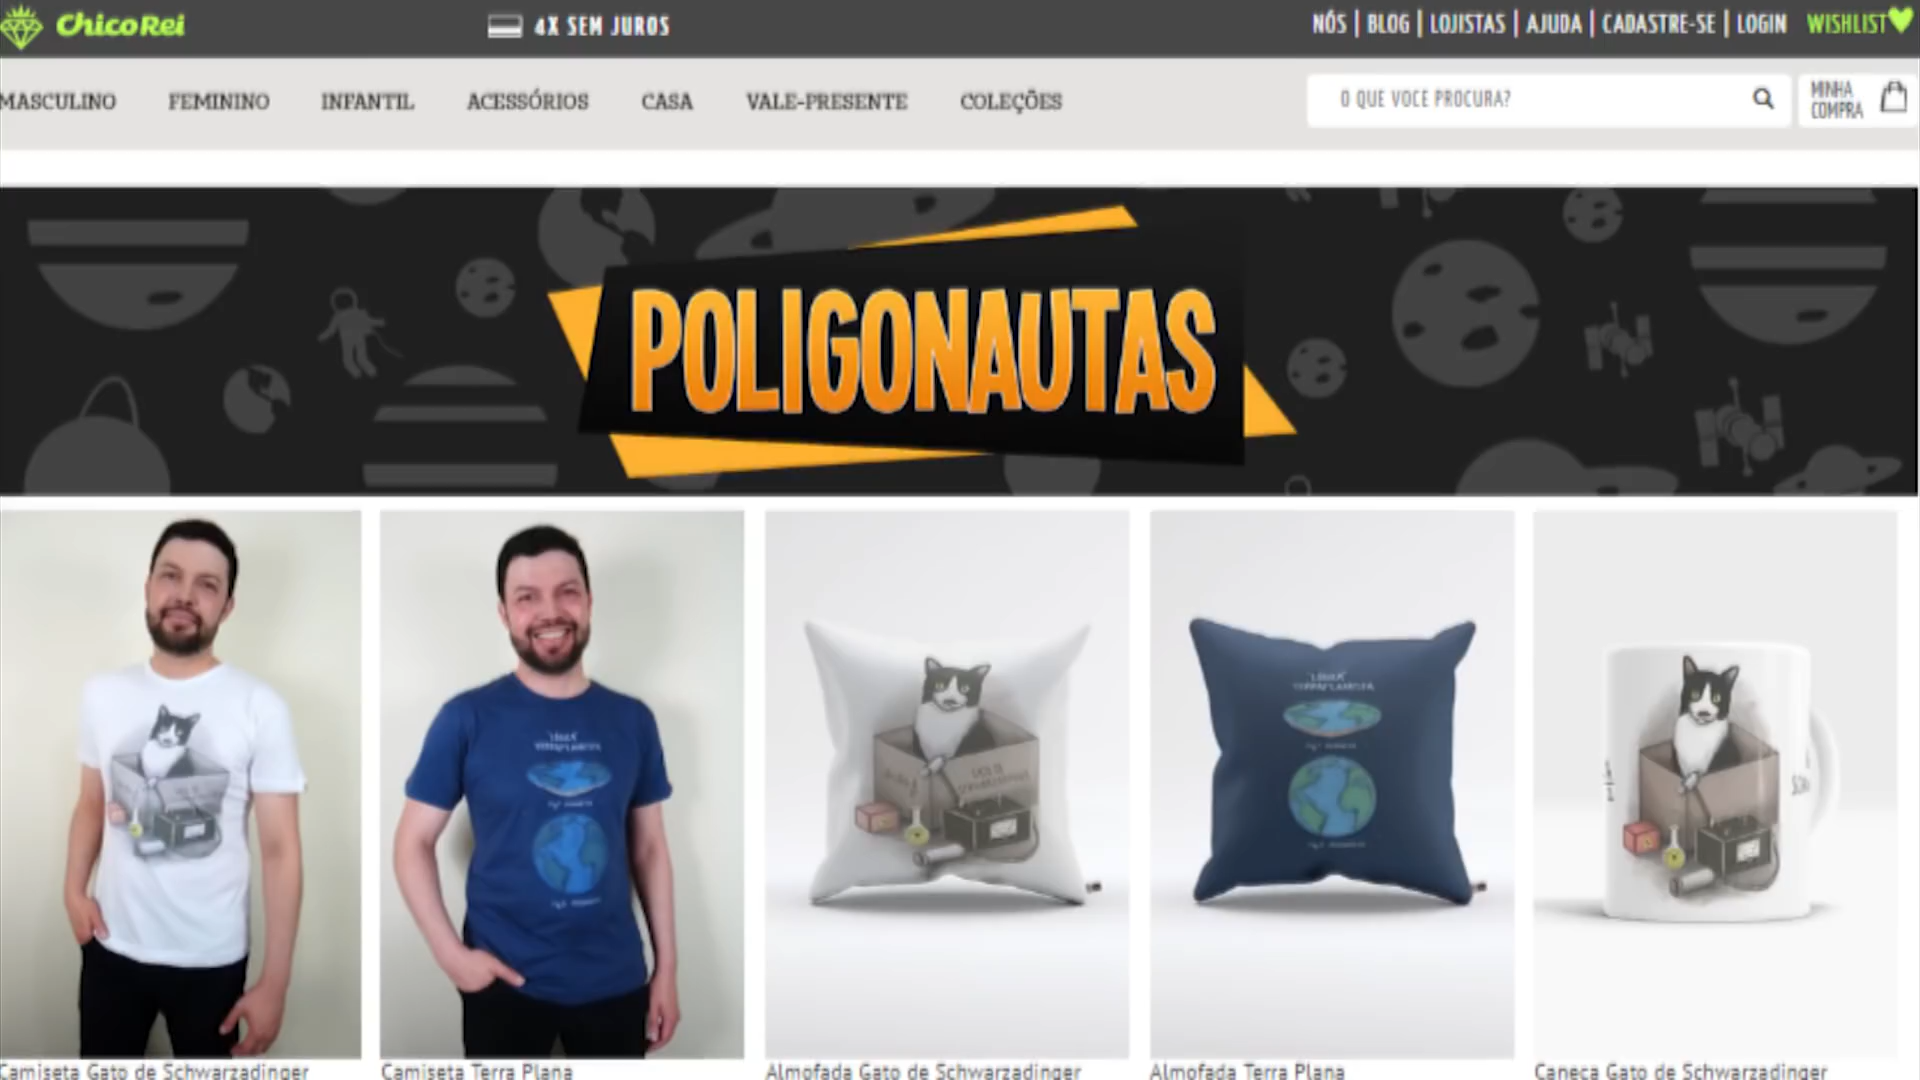 Chico Rei
4X SEM JUROS
NÓS | BLOG | LOJISTAS | AJUDA | CADASTRE-SE | LOGIN WISHLIST
MASCULINO FEMININO INFANTIL ACESSÓRIOS CASA VALE-PRESENTE COLEÇÕES
O QUE VOCE PROCURA?
MINHA
COMPRA
POLIGONAUTAS
Camiseta Gato de Schwarzadinger
Camiseta Terra Plana
Almofada Gato de Schwarzadinger
Almofada Terra Plana
Caneca Gato de Schwarzadinger